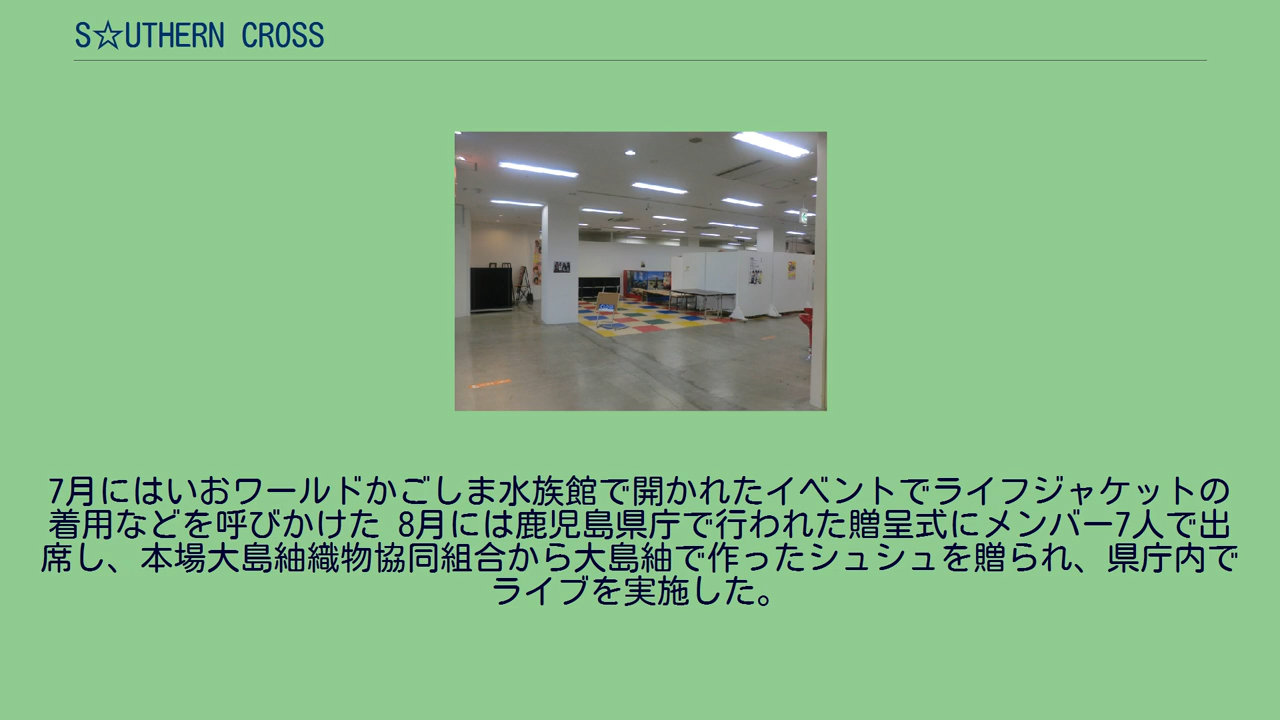 S☆UTHERN CROSS
7月にはいおワールドかごしま水族館で開かれたイベントでライフジャケットの
着用などを呼びかけた 8月には鹿児島県庁で行われた贈呈式にメンバー7人で出
席し、本場大島紬織物協同組合から大島紬で作ったシュシュを贈られ、県庁内で
ライブを実施した。